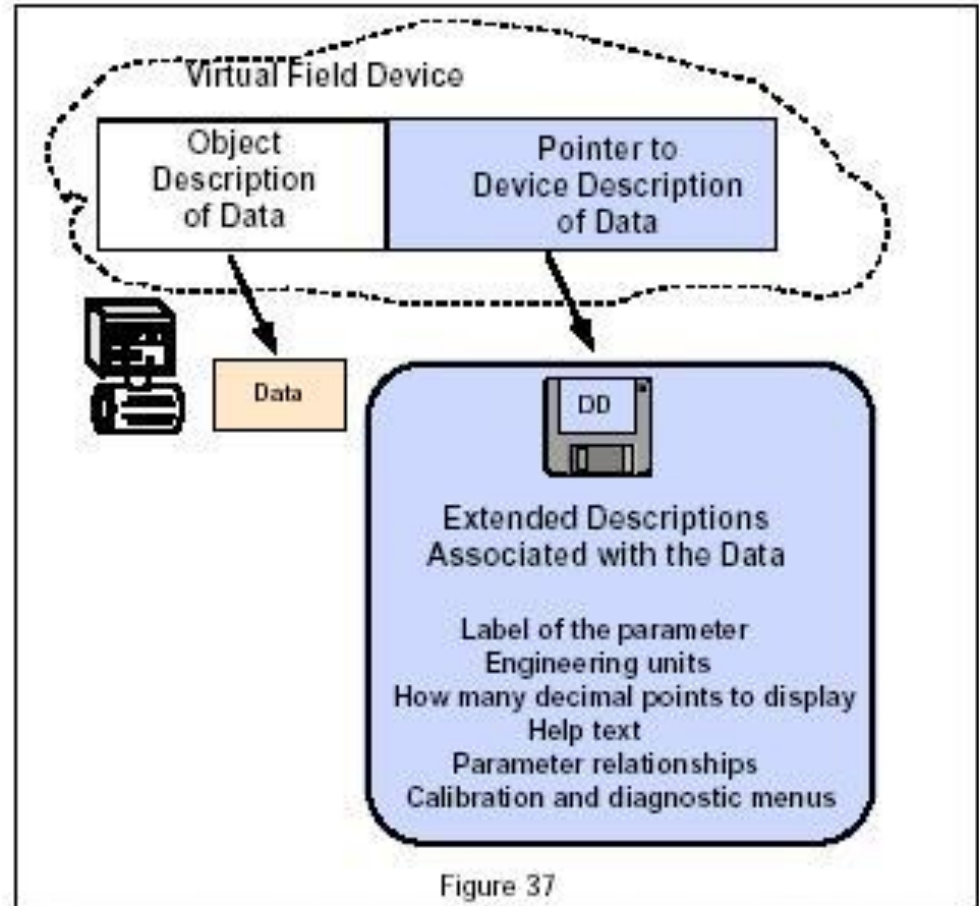 Virtual Field Device
Object
Description
of Data
Pointer to
Device Description
of Data
Data
DD
Extended Descriptions
Associated with the Data
Label of the parameter
Engineering units
How many decimal points to display
Help text
Parameter relationships
Calibration and diagnostic menus
Figure 37